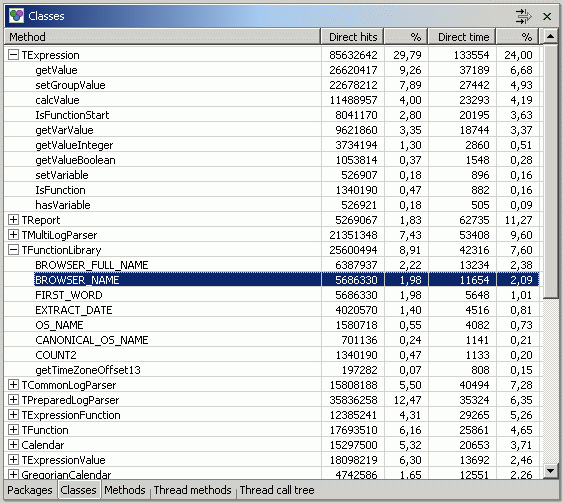 Classes
Method Direct hits % Direct time %
TExpression 85632642 29,79 133554 24,00
getValue 26620417 9,26 37189 6,68
setGroupValue 22678212 7,89 27442 4,93
calcValue 11488957 4,00 23293 4,19
IsFunctionStart 8041170 2,80 20195 3,63
getVarValue 9621860 3,35 18744 3,37
getValueInteger 3734194 1,30 2860 0,51
getValueBoolean 1053814 0,37 1548 0,28
setVariable 526907 0,18 896 0,16
IsFunction 1340190 0,47 882 0,16
hasVariable 526921 0,18 505 0,09
TReport 5269067 1,83 62735 11,27
TMultiLogParser 21351348 7,43 53408 9,60
TFunctionLibrary 25600494 8,91 42316 7,60
BROWSER_FULL_NAME 6387937 2,22 13234 2,38
BROWSER_NAME 5686330 1,98 11654 2,09
FIRST_WORD 5686330 1,98 5648 1,01
EXTRACT_DATE 4020570 1,40 4516 0,81
OS_NAME 1580718 0,55 4082 0,73
CANONICAL_OS_NAME 701136 0,24 1141 0,21
COUNT2 1340190 0,47 1133 0,20
getTimeZoneOffset13 197282 0,07 808 0,15
TCommonLogParser 15808188 5,50 40494 7,28
TPreparedLogParser 35836258 12,47 35324 6,35
TExpressionFunction 12385241 4,31 29265 5,26
TFunction 17693510 6,16 25861 4,65
Calendar 15297500 5,32 20653 3,71
TExpressionValue 18098219 6,30 13692 2,46
GregorianCalendar 4742586 1,65 12551 2,26
Packages Classes Methods Thread methods Thread call tree